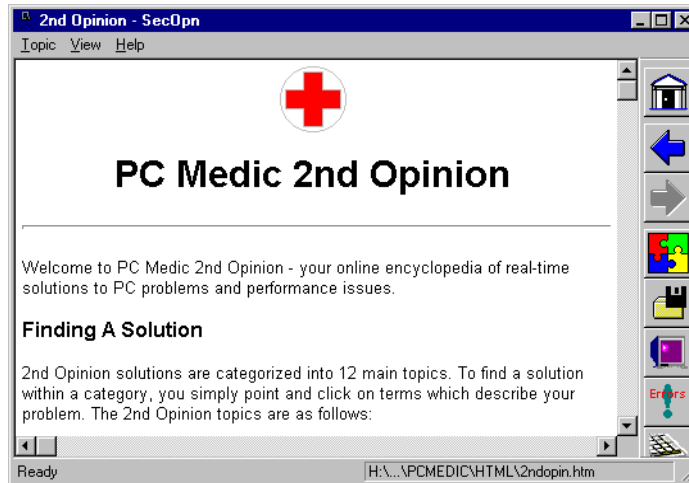 2nd Opinion - SecOpn
Topic View Help
PC Medic 2nd Opinion
Welcome to PC Medic 2nd Opinion - your online encyclopedia of real-time
solutions to PC problems and performance issues.
Finding A Solution
2nd Opinion solutions are categorized into 12 main topics. To find a solution
within a category, you simply point and click on terms which describe your
problem. The 2nd Opinion topics are as follows:
Errors
Ready
H:\...\PCMEDIC\HTML\2ndopin.htm